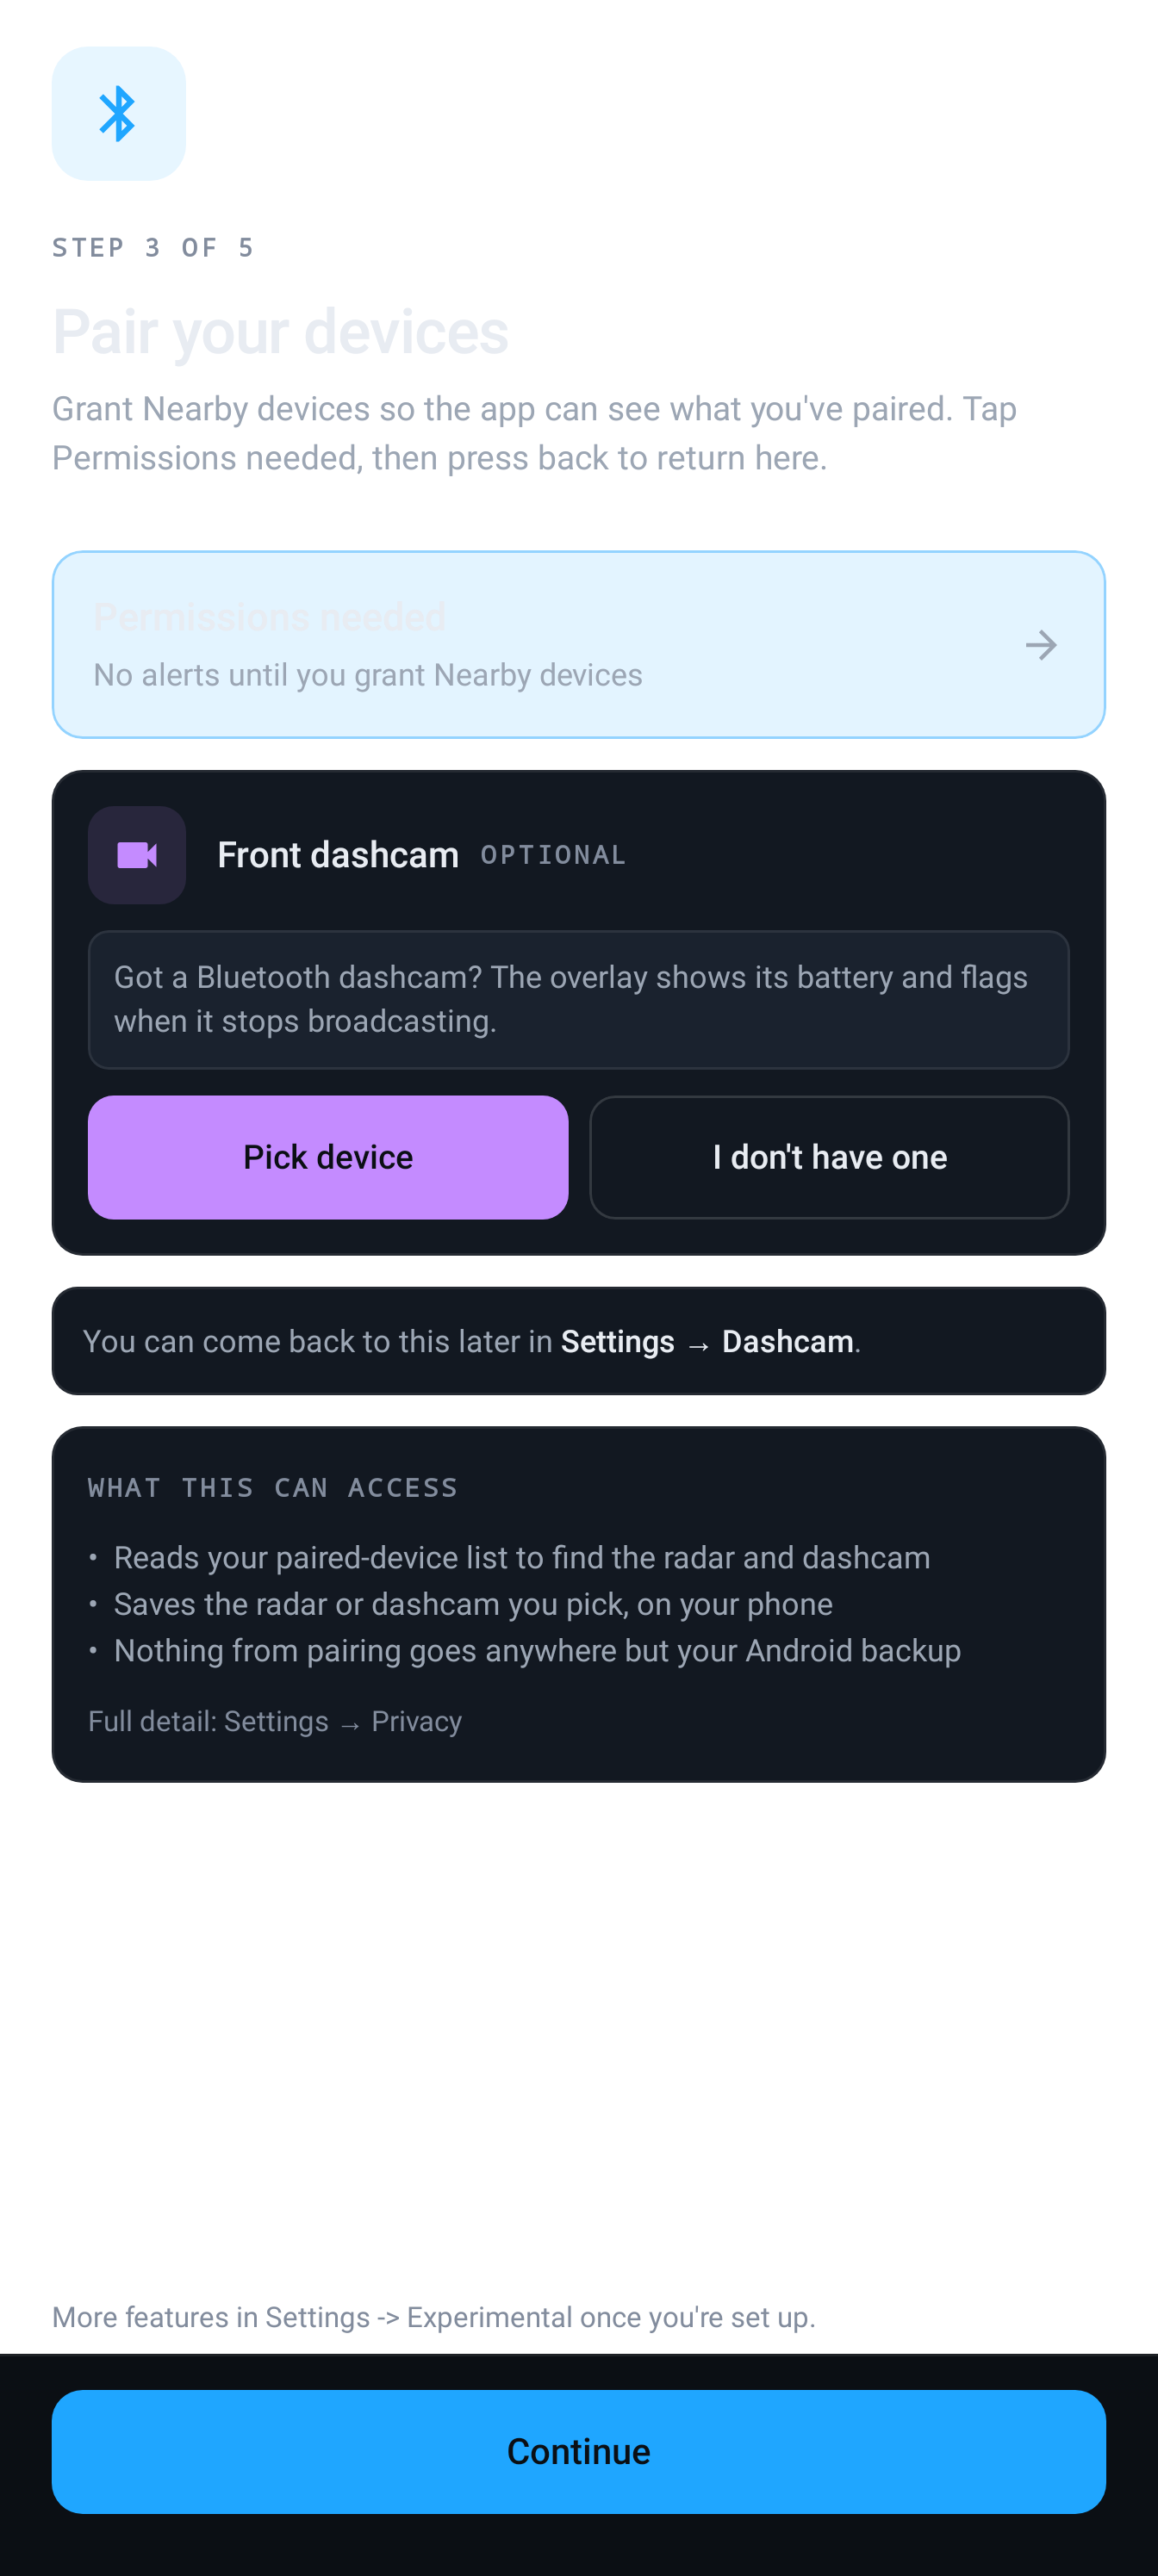 STEP 3 OF 5
Pair your devices
Grant Nearby devices so the app can see what you've paired. Tap
Permissions needed, then press back to return here.
Permissions needed
No alerts until you grant Nearby devices
Front dashcam OPTIONAL
Got a Bluetooth dashcam? The overlay shows its battery and flags
when it stops broadcasting.
Pick device
I don't have one
You can come back to this later in Settings → Dashcam.
WHAT THIS CAN ACCESS
• Reads your paired-device list to find the radar and dashcam
• Saves the radar or dashcam you pick, on your phone
• Nothing from pairing goes anywhere but your Android backup
Full detail: Settings → Privacy
More features in Settings -> Experimental once you're set up.
Continue